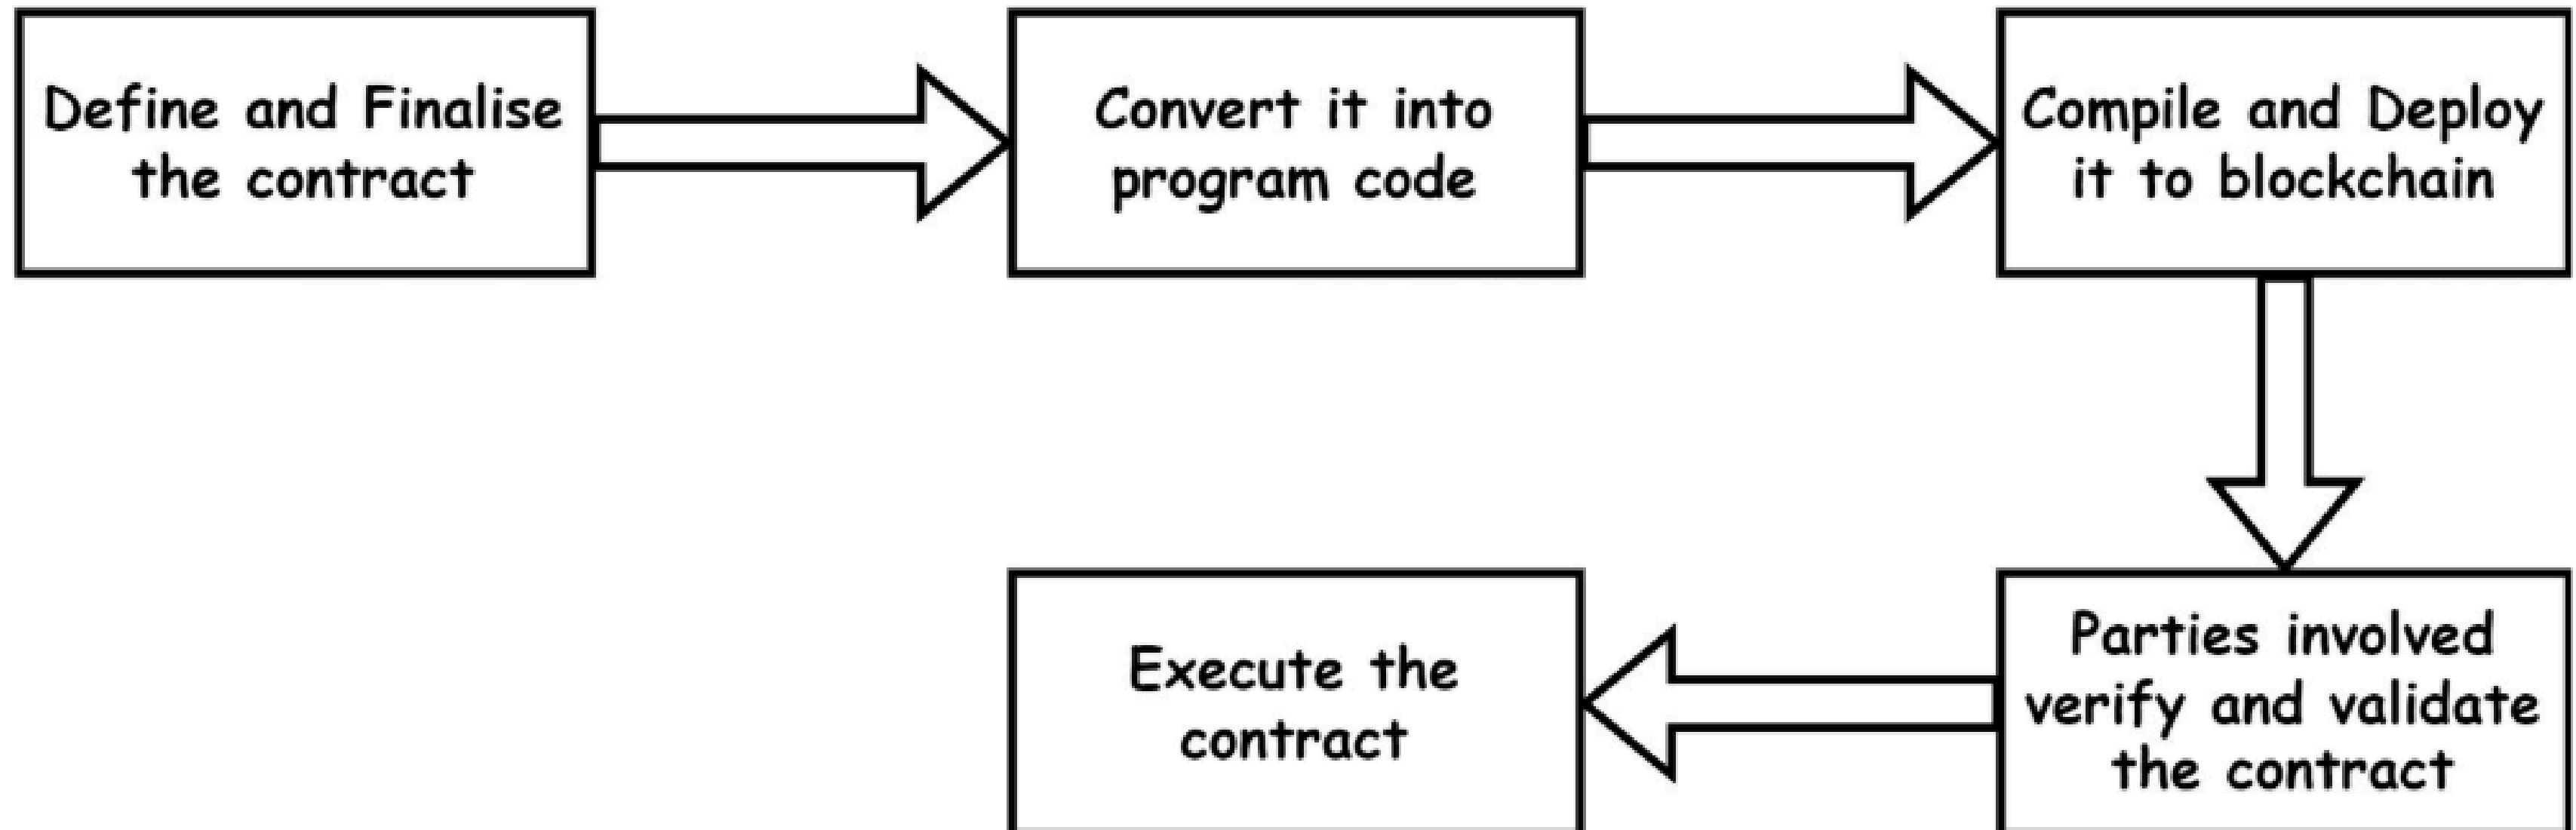 Define and Finalise
the contract
Convert it into
program code
Compile and Deploy
it to blockchain
Parties involved
verify and validate
the contract
Execute the
contract